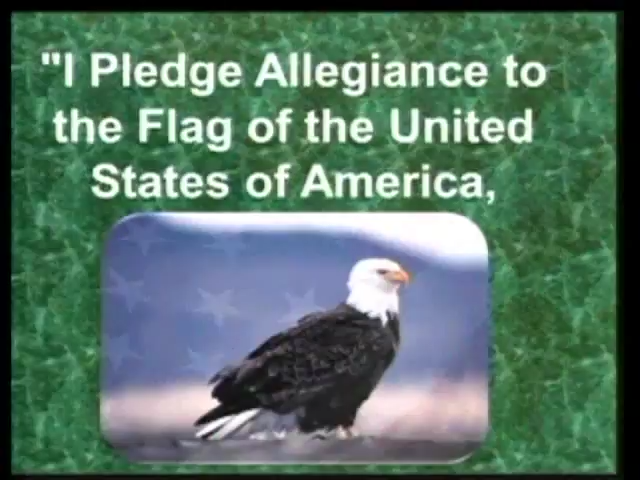 "I Pledge Allegiance to
the Flag of the United
States of America,